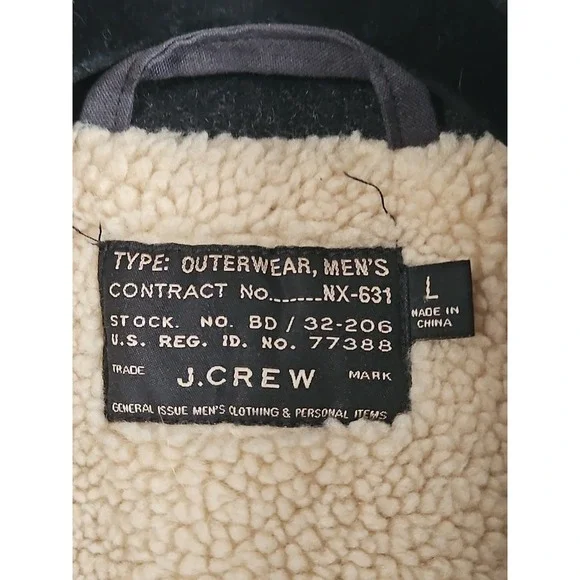 TYPE: OUTERWEAR, MEN'S
CONTRACT No.______NX-631
STOCK. NO. BD / 32-206
U.S. REG. ID. NO. 77388
TRADE J.CREW MARK
GENERAL ISSUE MEN'S CLOTHING & PERSONAL ITEMS
L
MADE IN
CHINA